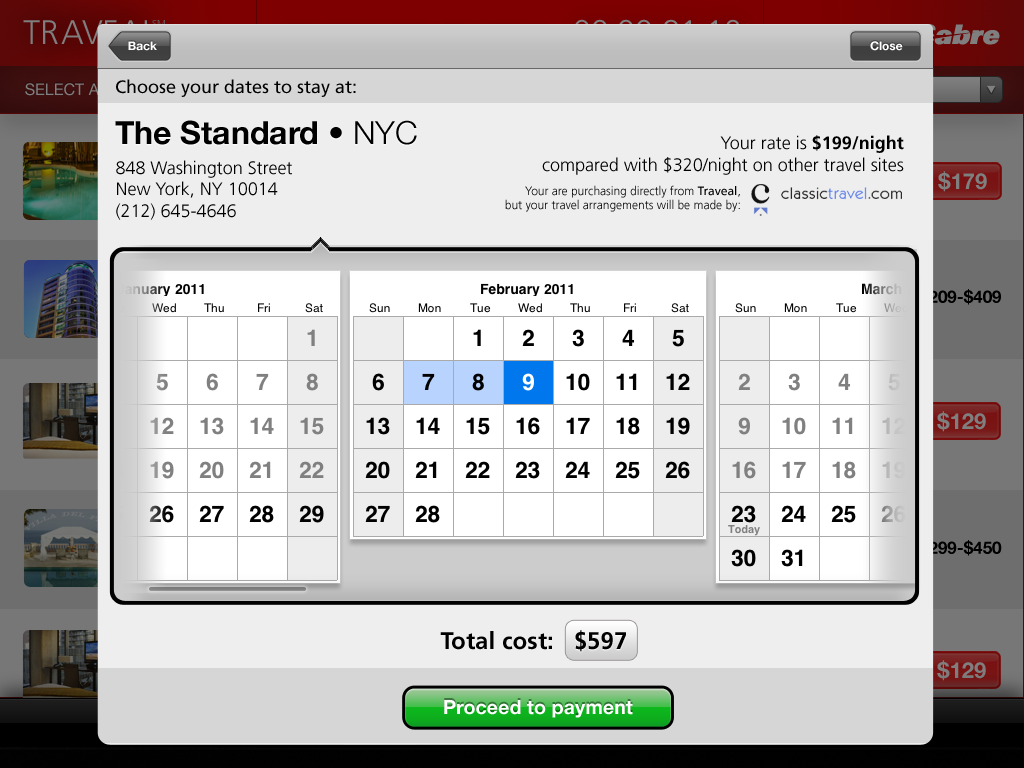 TRAVEAL SM
Sabre
Back
Close
SELECT A
Choose your dates to stay at:
The Standard • NYC
848 Washington Street
New York, NY 10014
(212) 645-4646
Your rate is $199/night
compared with $320/night on other travel sites
Your are purchasing directly from Traveal,
but your travel arrangements will be made by:
classictravel.com
$179
209-$409
$129
299-$450
$129
anuary 2011
Wed Thu Fri Sat
1
5 6 7 8
12 13 14 15
19 20 21 22
26 27 28 29
February 2011
Sun Mon Tue Wed Thu Fri Sat
1 2 3 4 5
6 7 8 9 10 11 12
13 14 15 16 17 18 19
20 21 22 23 24 25 26
27 28
March
Sun Mon Tue We
2 3 4 5
9 10 11 12
16 17 18 19
23 24 25 26
Today
30 31
Total cost: $597
Proceed to payment